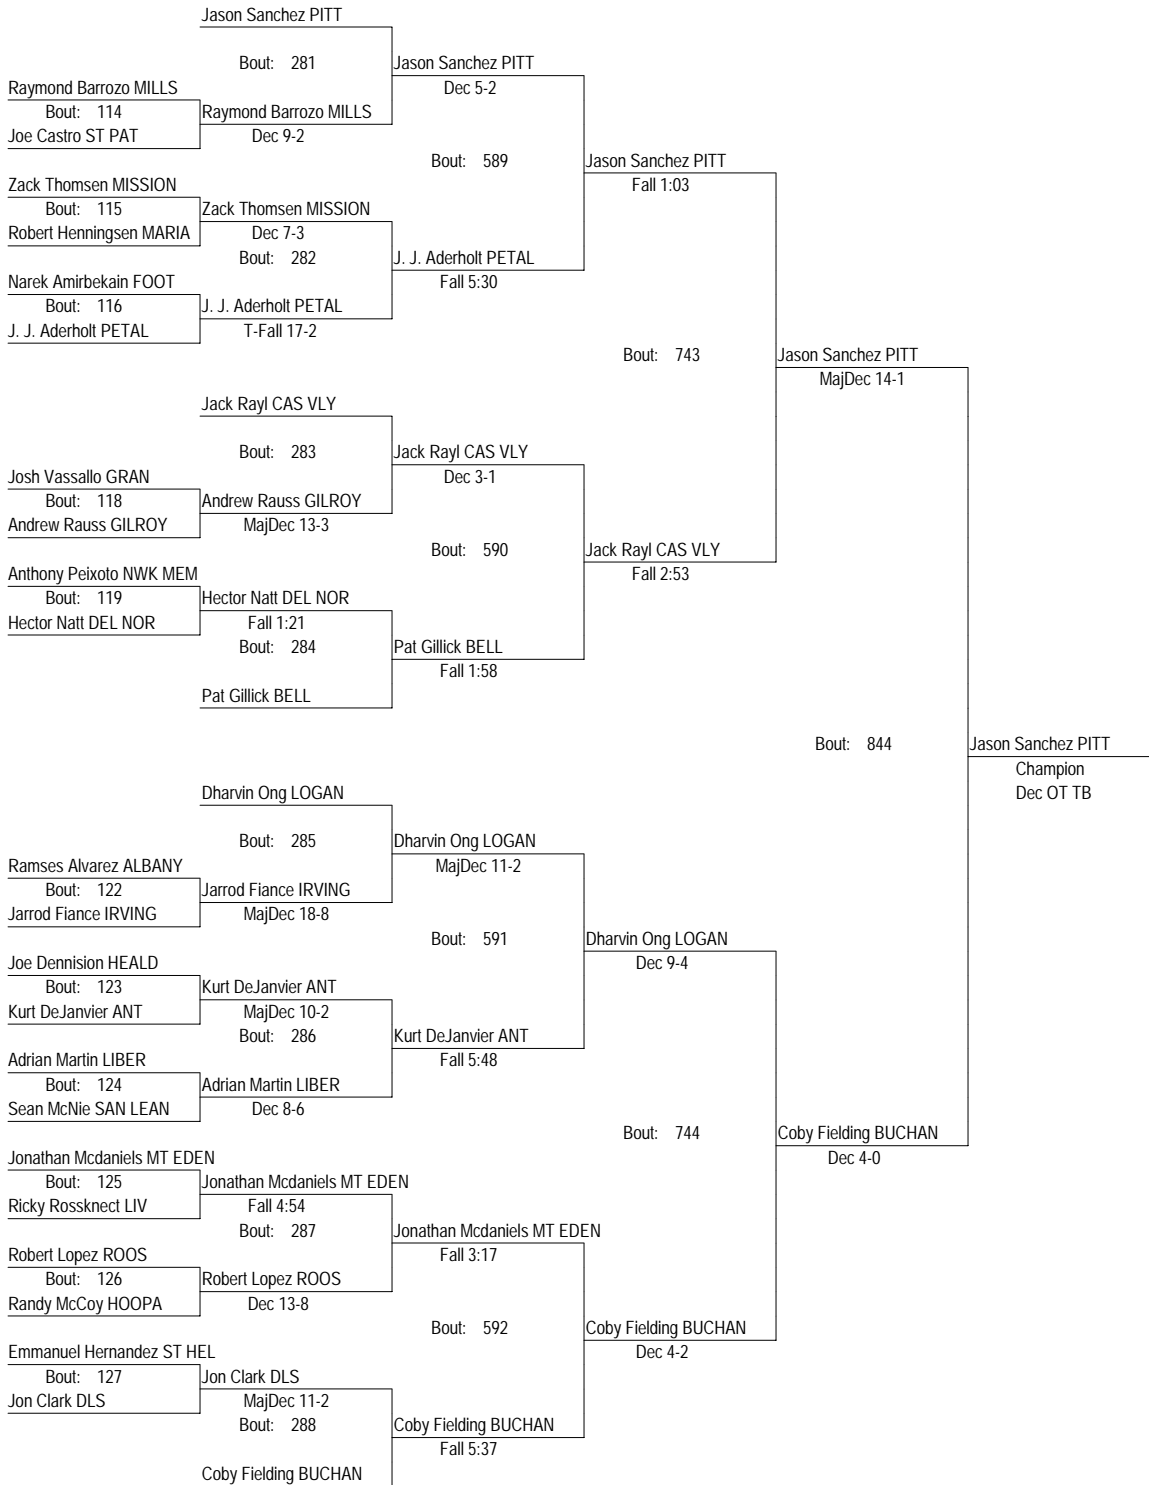 Jason Sanchez PITT
Bout: 281 Jason Sanchez PITT
Raymond Barrozo MILLS Dec 5-2
Bout: 114 Raymond Barrozo MILLS
Joe Castro ST PAT Dec 9-2
Bout: 589 Jason Sanchez PITT
Zack Thomsen MISSION Fall 1:03
Bout: 115 Zack Thomsen MISSION
Robert Henningsen MARIA Dec 7-3
Bout: 282 J. J. Aderholt PETAL
Narek Amirbekain FOOT Fall 5:30
Bout: 116 J. J. Aderholt PETAL
J. J. Aderholt PETAL T-Fall 17-2
Bout: 743 Jason Sanchez PITT
MajDec 14-1
Jack Rayl CAS VLY
Bout: 283 Jack Rayl CAS VLY
Josh Vassallo GRAN Dec 3-1
Bout: 118 Andrew Rauss GILROY
Andrew Rauss GILROY MajDec 13-3
Bout: 590 Jack Rayl CAS VLY
Anthony Peixoto NWK MEM Fall 2:53
Bout: 119 Hector Natt DEL NOR
Hector Natt DEL NOR Fall 1:21
Bout: 284 Pat Gillick BELL
Fall 1:58
Pat Gillick BELL
Bout: 844 Jason Sanchez PITT
Champion
Dharvin Ong LOGAN Dec OT TB
Bout: 285 Dharvin Ong LOGAN
Ramses Alvarez ALBANY MajDec 11-2
Bout: 122 Jarrod Fiance IRVING
Jarrod Fiance IRVING MajDec 18-8
Bout: 591 Dharvin Ong LOGAN
Joe Dennision HEALD Dec 9-4
Bout: 123 Kurt DeJanvier ANT
Kurt DeJanvier ANT MajDec 10-2
Bout: 286 Kurt DeJanvier ANT
Adrian Martin LIBER Fall 5:48
Bout: 124 Adrian Martin LIBER
Sean McNie SAN LEAN Dec 8-6
Bout: 744 Coby Fielding BUCHAN
Jonathan Mcdaniels MT EDEN Dec 4-0
Bout: 125 Jonathan Mcdaniels MT EDEN
Ricky Rossknect LIV Fall 4:54
Bout: 287 Jonathan Mcdaniels MT EDEN
Robert Lopez ROOS Fall 3:17
Bout: 126 Robert Lopez ROOS
Randy McCoy HOOPA Dec 13-8
Bout: 592 Coby Fielding BUCHAN
Emmanuel Hernandez ST HEL Dec 4-2
Bout: 127 Jon Clark DLS
Jon Clark DLS MajDec 11-2
Bout: 288 Coby Fielding BUCHAN
Fall 5:37
Coby Fielding BUCHAN